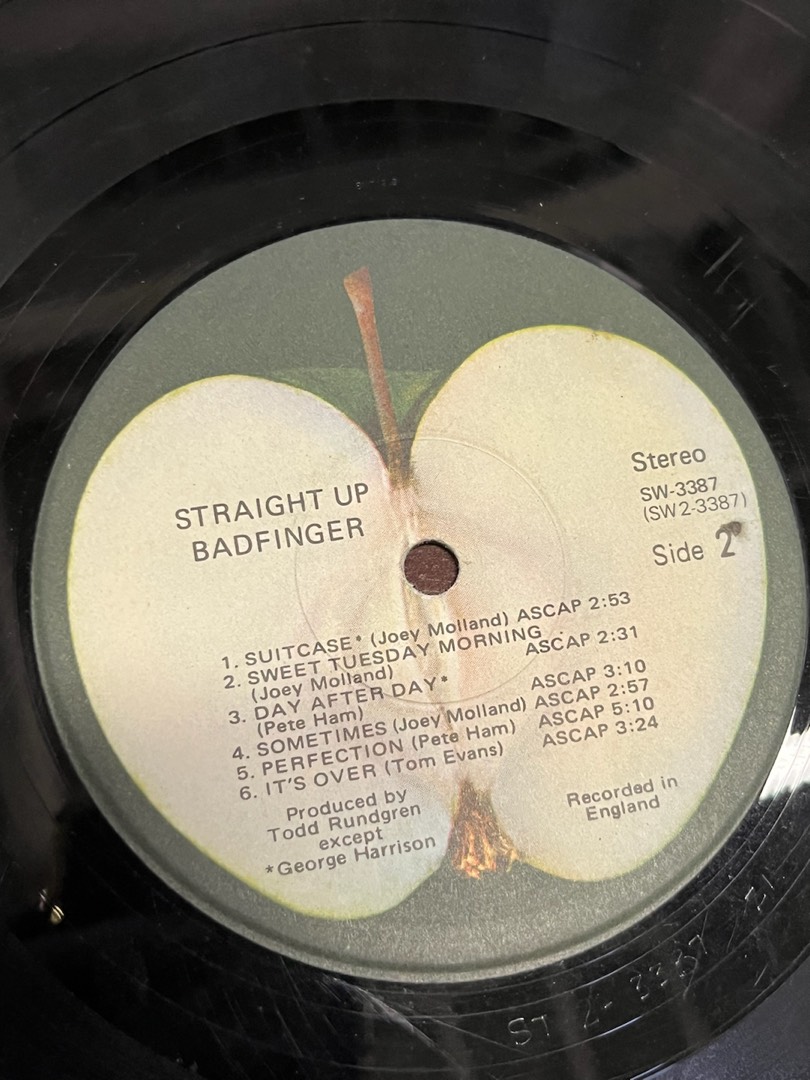 STRAIGHT UP
BADFINGER
Stereo
SW-3387
(SW2-3387)
Side 2
1. SUITCASE* (Joey Molland) ASCAP 2:53
2. SWEET TUESDAY MORNING
(Joey Molland) ASCAP 2:31
3. DAY AFTER DAY*
(Pete Ham) ASCAP 3:10
4. SOMETIMES (Joey Molland) ASCAP 2:57
5. PERFECTION (Pete Ham) ASCAP 5:10
6. IT'S OVER (Tom Evans) ASCAP 3:24
Produced by
Todd Rundgren
except
*George Harrison
Recorded in
England